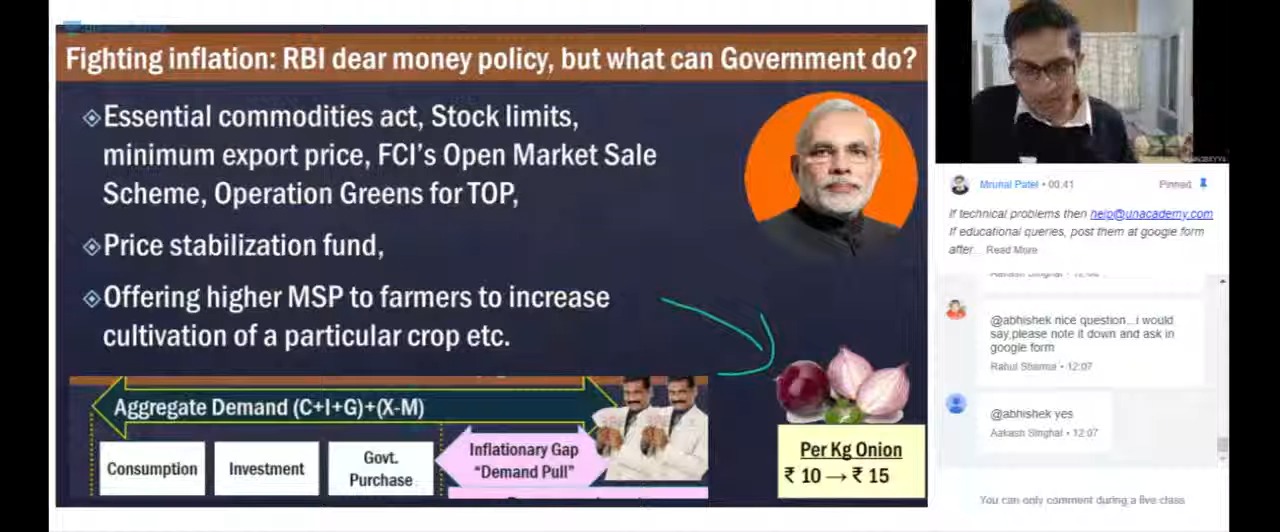 Fighting inflation: RBI dear money policy, but what can Government do?
Essential commodities act, Stock limits,
minimum export price, FCI's Open Market Sale
Scheme, Operation Greens for TOP,
Price stabilization fund,
Offering higher MSP to farmers to increase
cultivation of a particular crop etc.
Aggregate Demand (C+I+G)+(X-M)
Consumption
Investment
Govt.
Purchase
Inflationary Gap
"Demand Pull"
Per Kg Onion
₹ 10 → ₹ 15
Mrunal Patel • 00:41
Pinned
If technical problems then help@unacademy.com
If educational queries, post them at google form
after... Read More
@abhishek nice question...i would
say,please note it down and ask in
google form
Rahul Sharma • 12:07
@abhishek yes
Aakash Singhal • 12:07
You can only comment during a live class